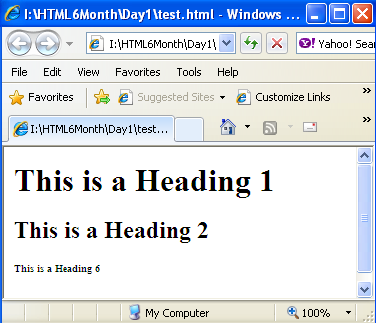 I:\HTML6Month\Day1\test.html - Windows ...
I:\HTML6Month\Day1\
Yahoo! Sear
File Edit View Favorites Tools Help
Favorites Suggested Sites Customize Links
I:\HTML6Month\Day1\test...
This is a Heading 1
This is a Heading 2
This is a Heading 6
My Computer 100%